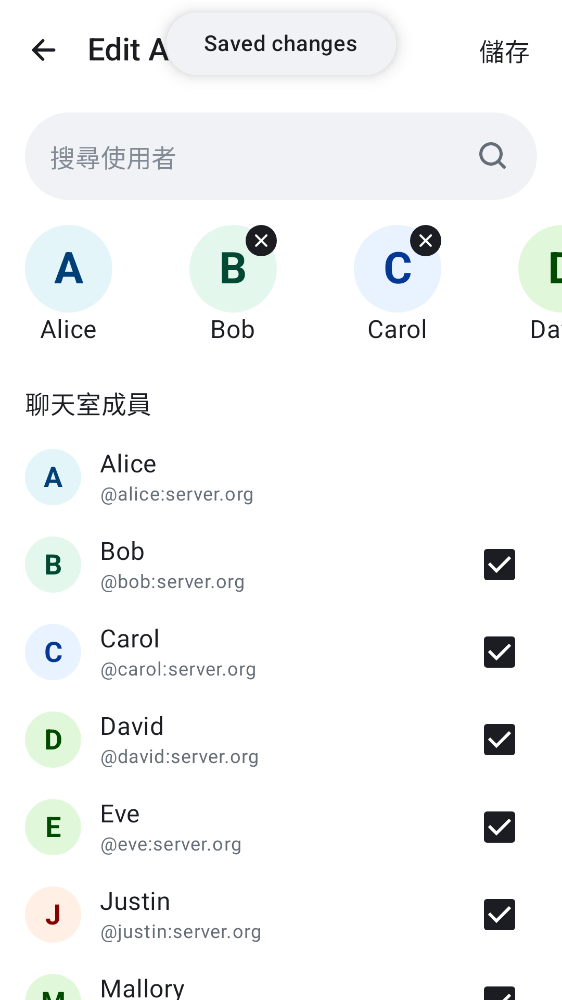 Edit A
Saved changes
儲存
搜尋使用者
A
B
C
D
Alice
Bob
Carol
Da
聊天室成員
A
Alice
@alice:server.org
B
Bob
@bob:server.org
C
Carol
@carol:server.org
D
David
@david:server.org
E
Eve
@eve:server.org
J
Justin
@justin:server.org
M
Mallory